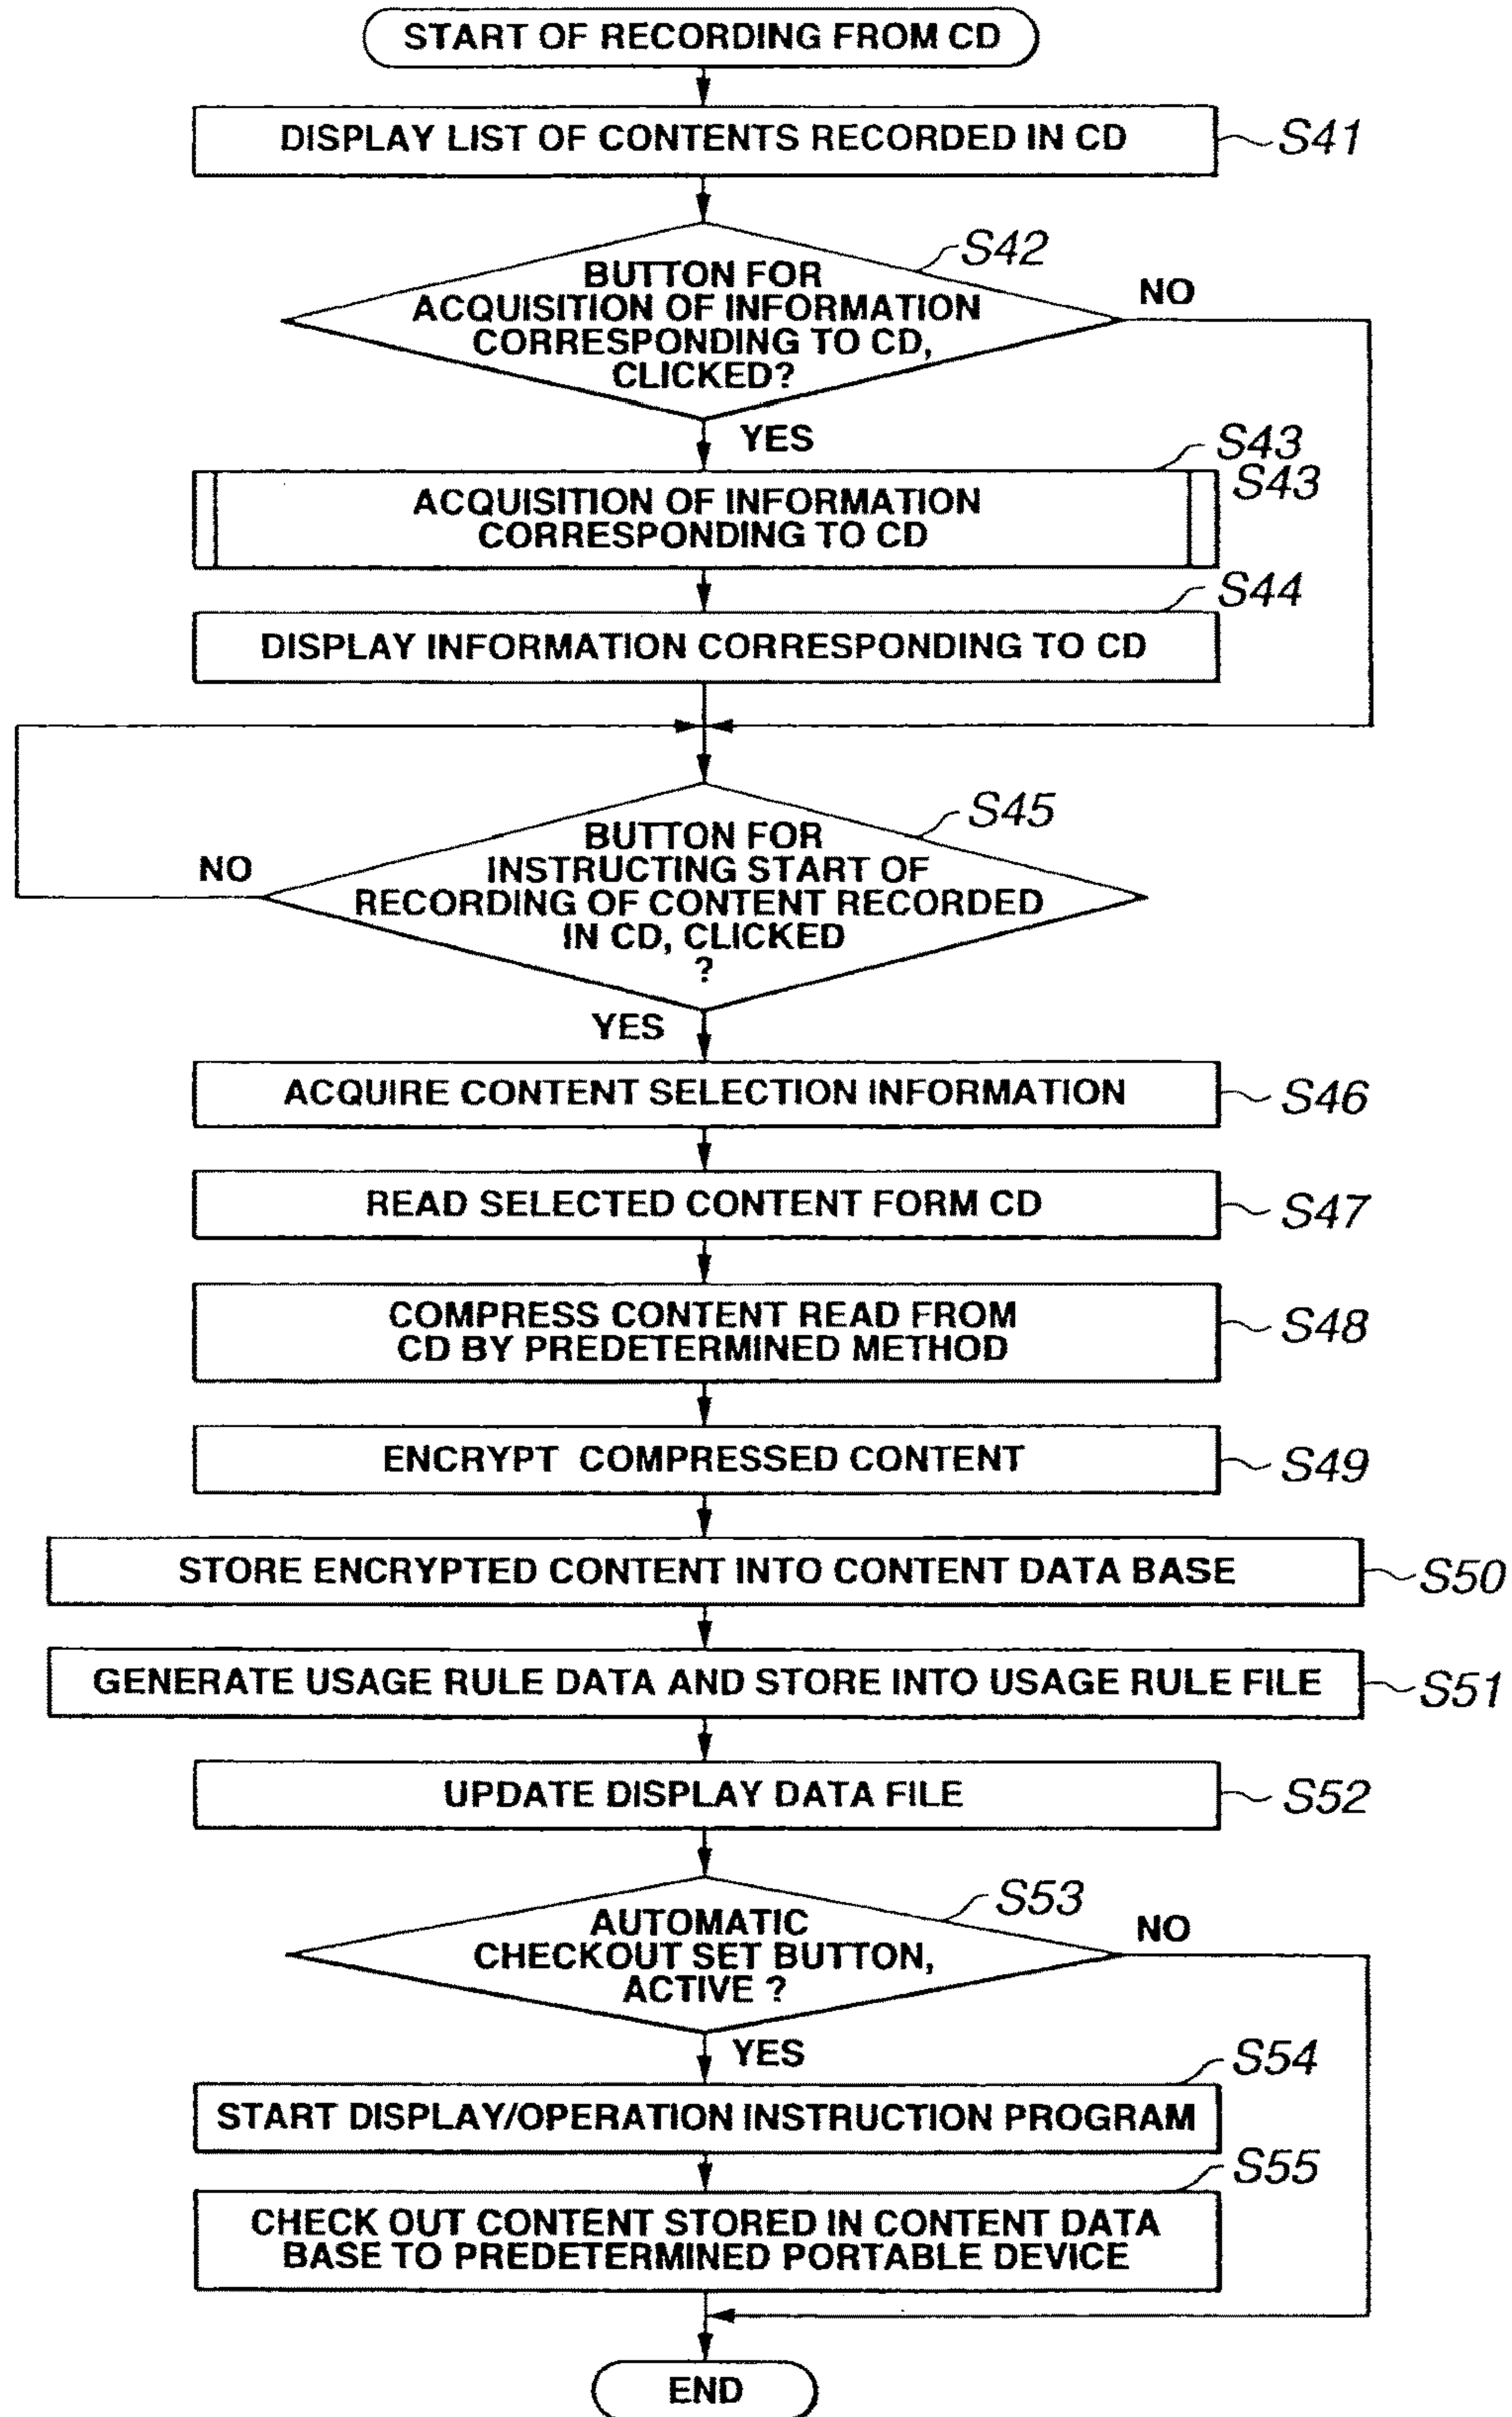 START OF RECORDING FROM CD
DISPLAY LIST OF CONTENTS RECORDED IN CD
S41
S42
BUTTON FOR
ACQUISITION OF INFORMATION
CORRESPONDING TO CD,
CLICKED?
NO
YES
S43
S43
ACQUISITION OF INFORMATION
CORRESPONDING TO CD
S44
DISPLAY INFORMATION CORRESPONDING TO CD
S45
BUTTON FOR
INSTRUCTING START OF
RECORDING OF CONTENT RECORDED
IN CD, CLICKED
?
NO
YES
ACQUIRE CONTENT SELECTION INFORMATION
S46
READ SELECTED CONTENT FORM CD
S47
COMPRESS CONTENT READ FROM
CD BY PREDETERMINED METHOD
S48
ENCRYPT COMPRESSED CONTENT
S49
STORE ENCRYPTED CONTENT INTO CONTENT DATA BASE
S50
GENERATE USAGE RULE DATA AND STORE INTO USAGE RULE FILE
S51
UPDATE DISPLAY DATA FILE
S52
S53
AUTOMATIC
CHECKOUT SET BUTTON,
ACTIVE ?
NO
YES
S54
START DISPLAY/OPERATION INSTRUCTION PROGRAM
S55
CHECK OUT CONTENT STORED IN CONTENT DATA
BASE TO PREDETERMINED PORTABLE DEVICE
END